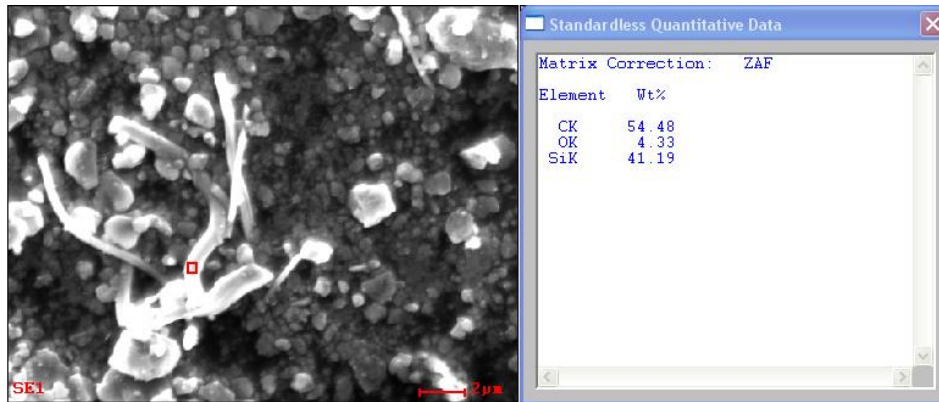 Standardless Quantitative Data
Matrix Correction: ZAF
Element Wt%
CK 54.48
OK 4.33
SiK 41.19
SE1
2µm